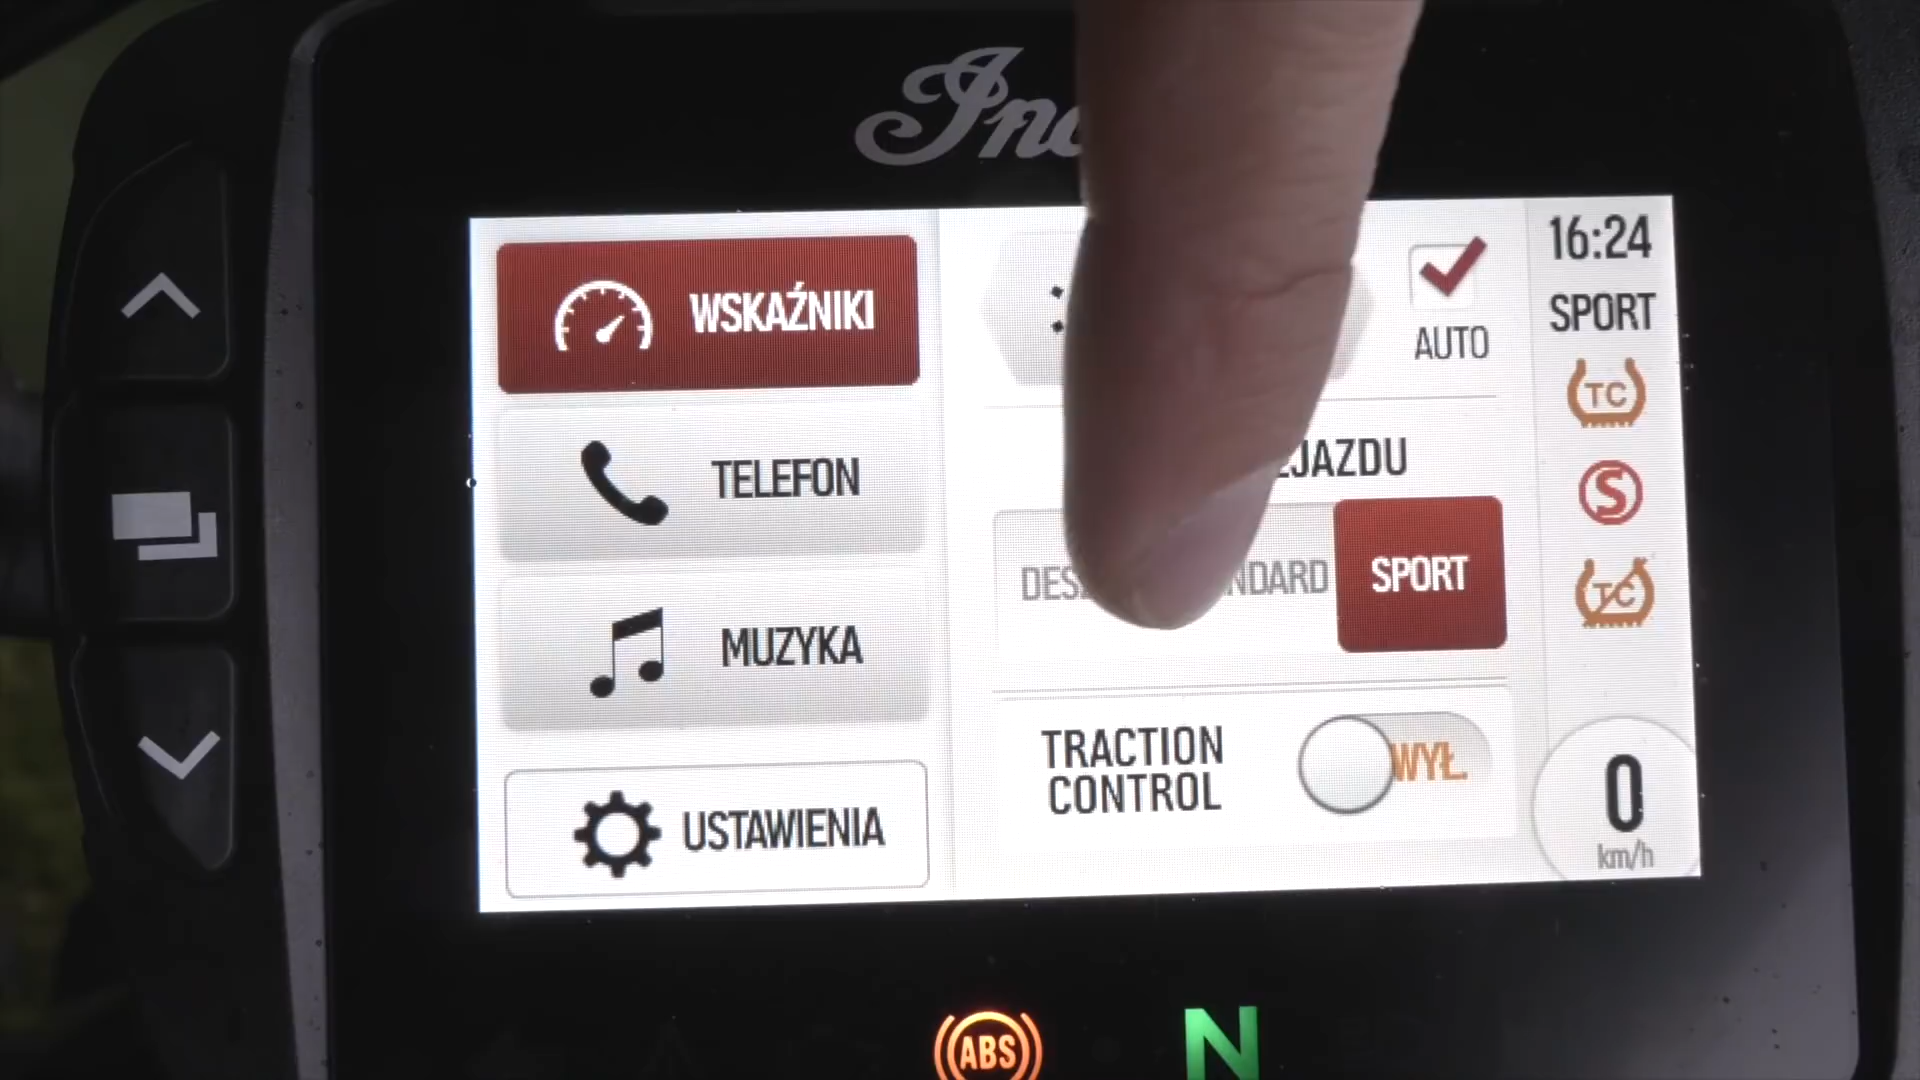 WSKAŹNIKI
TELEFON
MUZYKA
USTAWIENIA
AUTO
SPORT
TRACTION
CONTROL
WYŁ.
16:24
SPORT
TC
S
TC
0
km/h
ABS
N